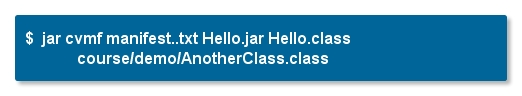 $ jar cvmf manifest..txt Hello.jar Hello.class
course/demo/AnotherClass.class